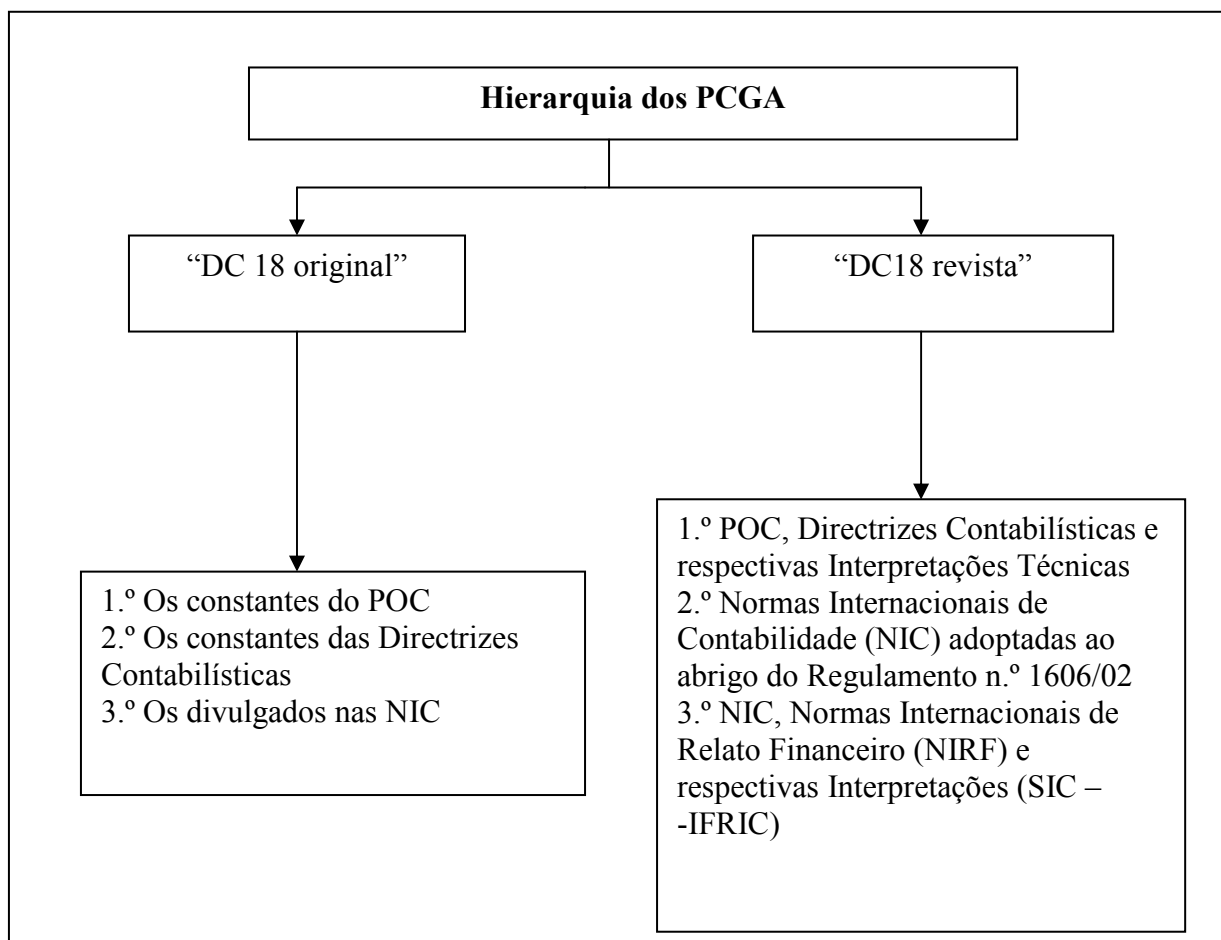 Hierarquia dos PCGA
“DC 18 original”
“DC18 revista”
1.º Os constantes do POC
2.º Os constantes das Directrizes
Contabilísticas
3.º Os divulgados nas NIC
1.º POC, Directrizes Contabilísticas e
respectivas Interpretações Técnicas
2.º Normas Internacionais de
Contabilidade (NIC) adoptadas ao
abrigo do Regulamento n.º 1606/02
3.º NIC, Normas Internacionais de
Relato Financeiro (NIRF) e
respectivas Interpretações (SIC –
-IFRIC)